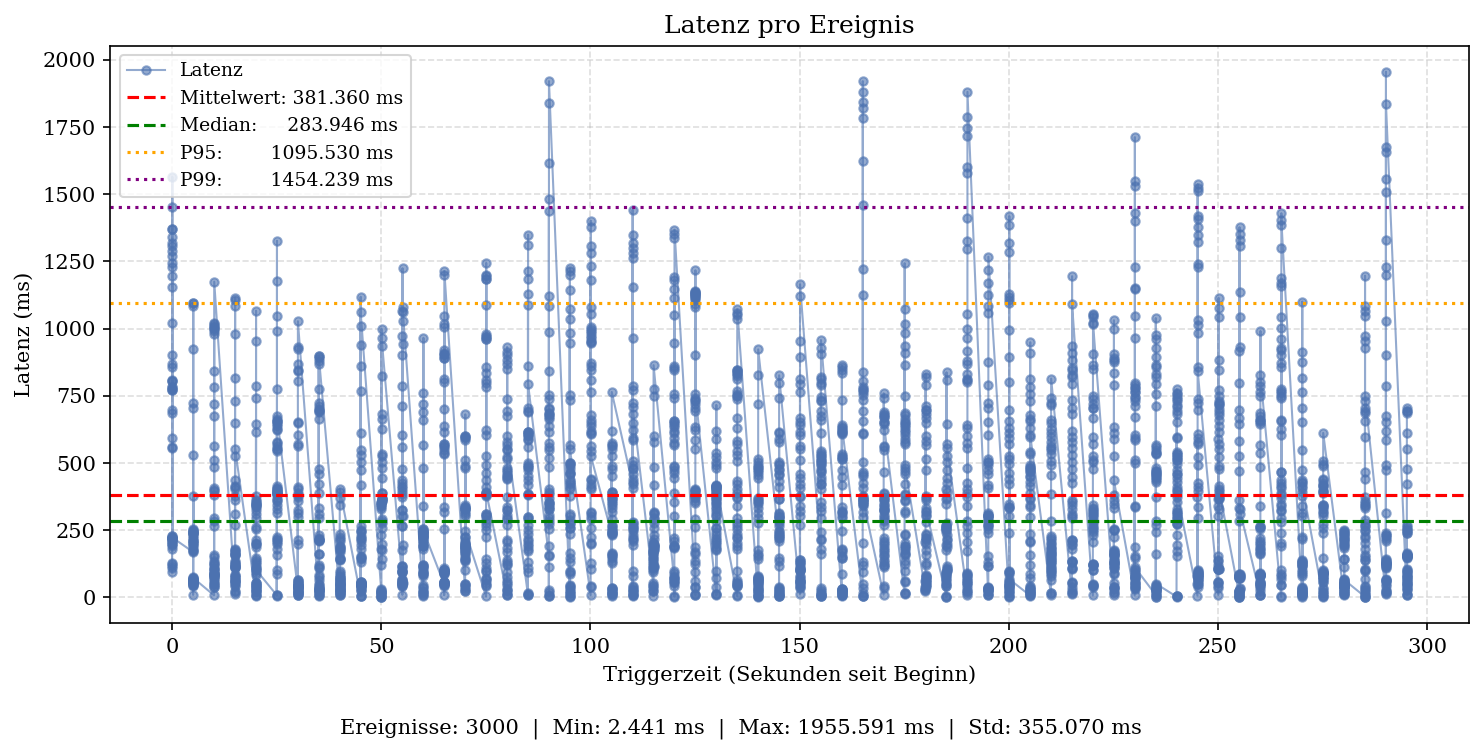 Latenz pro Ereignis
Latenz (ms)
2000
1750
1500
1250
1000
750
500
250
0
Latenz
Mittelwert: 381.360 ms
Median: 283.946 ms
P95: 1095.530 ms
P99: 1454.239 ms
0 50 100 150 200 250 300
Triggerzeit (Sekunden seit Beginn)
Ereignisse: 3000 | Min: 2.441 ms | Max: 1955.591 ms | Std: 355.070 ms